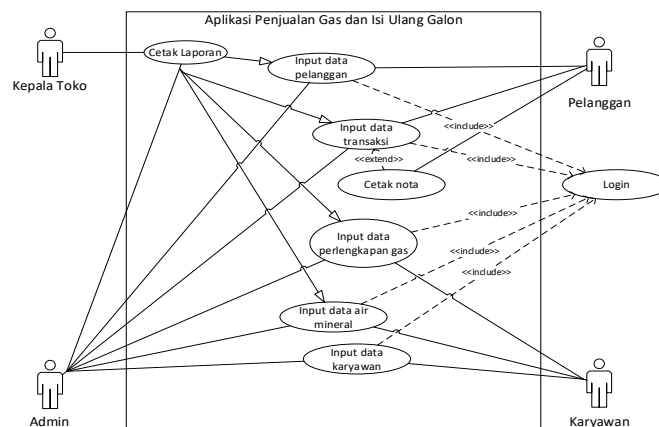 Aplikasi Penjualan Gas dan Isi Ulang Galon
Cetak Laporan
Kepala Toko
Input data
pelanggan
Pelanggan
<<include>>
Input data
transaksi
<<extend>>
<<include>>
Cetak nota
Login
<<include>>
Input data
perlengkapan gas
<<include>>
<<include>>
Input data air
mineral
Input data
karyawan
Admin
Karyawan